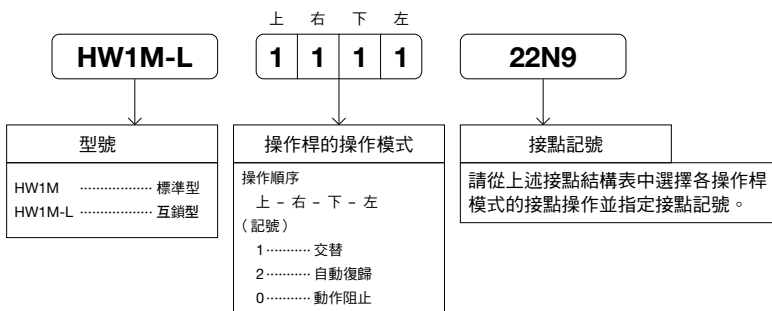 上 右 下 左
HW1M-L 1 1 1 1 22N9
型號
HW1M ·················· 標準型
HW1M-L ·················· 互鎖型
操作桿的操作模式
操作順序
上 – 右 – 下 – 左
（記號）
1··········· 交替
2··········· 自動復歸
0··········· 動作阻止
接點記號
請從上述接點結構表中選擇各操作桿
模式的接點操作並指定接點記號。